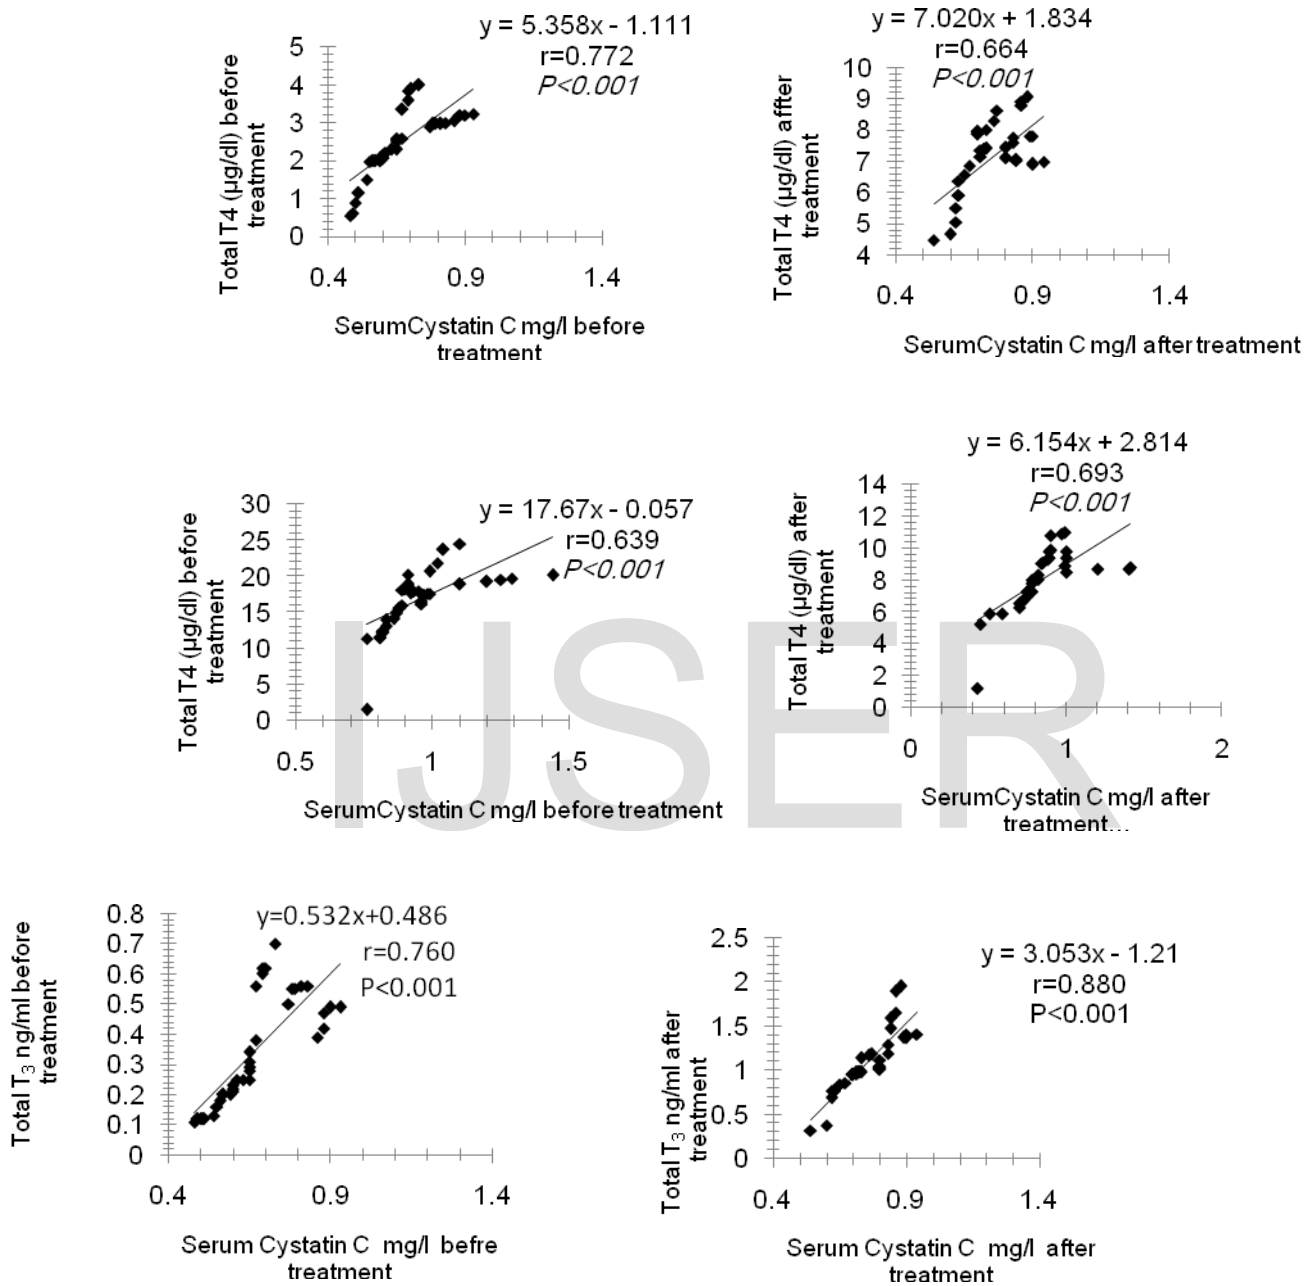 y = 5.358x - 1.111
r=0.772
P<0.001
5
4
3
2
1
0
0.4 0.9 1.4
Total T4 (µg/dl) before
treatment
SerumCystatin C mg/l before
treatment
y = 7.020x + 1.834
r=0.664
P<0.001
10
9
8
7
6
5
4
0.4 0.9 1.4
Total T4 (µg/dl) affter
treatment
SerumCystatin C mg/l after treatment
y = 17.67x - 0.057
r=0.639
P<0.001
30
25
20
15
10
5
0
0.5 1 1.5
Total T4 (µg/dl) before
treatment
SerumCystatin C mg/l before treatment
y = 6.154x + 2.814
r=0.693
P<0.001
14
12
10
8
6
4
2
0
0 1 2
Total T4 (µg/dl) after
treatment
SerumCystatin C mg/l after
treatment...
IJSER
y=0.532x+0.486
r=0.760
P<0.001
0.8
0.7
0.6
0.5
0.4
0.3
0.2
0.1
0
0.4 0.9 1.4
Total T3 ng/ml before
treatment
Serum Cystatin C mg/l befre
treatment
y = 3.053x - 1.21
r=0.880
P<0.001
2.5
2
1.5
1
0.5
0
0.4 0.9 1.4
Total T3 ng/ml after
treatment
Serum Cystatin C mg/l after
treatment